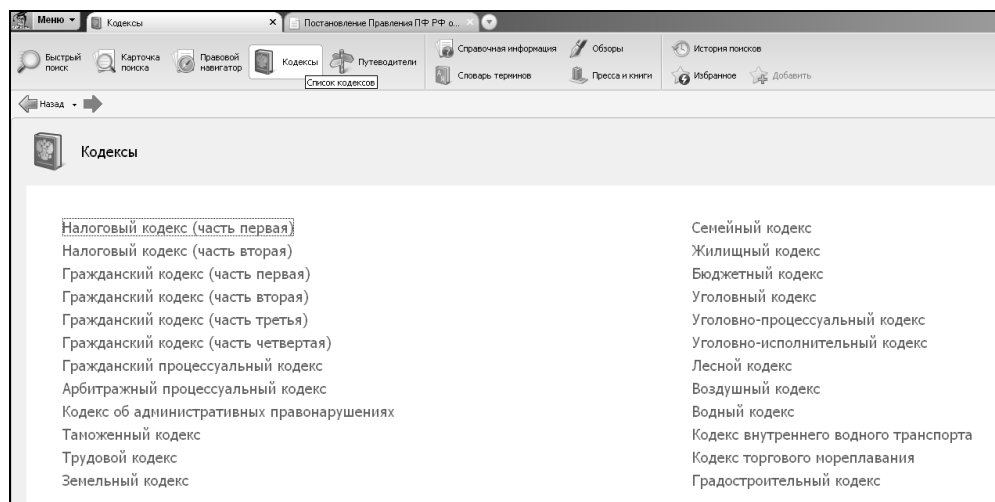 Меню Кодексы Постановление Правления ПФ РФ о...
Быстрый поиск Карточка поиска Правовой навигатор Кодексы Путеводители Справочная информация Обзоры История поисков
Словарь терминов Пресса и книги Избранное Добавить
Список кодексов
Назад
Кодексы
Налоговый кодекс (часть первая)
Налоговый кодекс (часть вторая)
Гражданский кодекс (часть первая)
Гражданский кодекс (часть вторая)
Гражданский кодекс (часть третья)
Гражданский кодекс (часть четвертая)
Гражданский процессуальный кодекс
Арбитражный процессуальный кодекс
Кодекс об административных правонарушениях
Таможенный кодекс
Трудовой кодекс
Земельный кодекс
Семейный кодекс
Жилищный кодекс
Бюджетный кодекс
Уголовный кодекс
Уголовно-процессуальный кодекс
Уголовно-исполнительный кодекс
Лесной кодекс
Воздушный кодекс
Водный кодекс
Кодекс внутреннего водного транспорта
Кодекс торгового мореплавания
Градостроительный кодекс